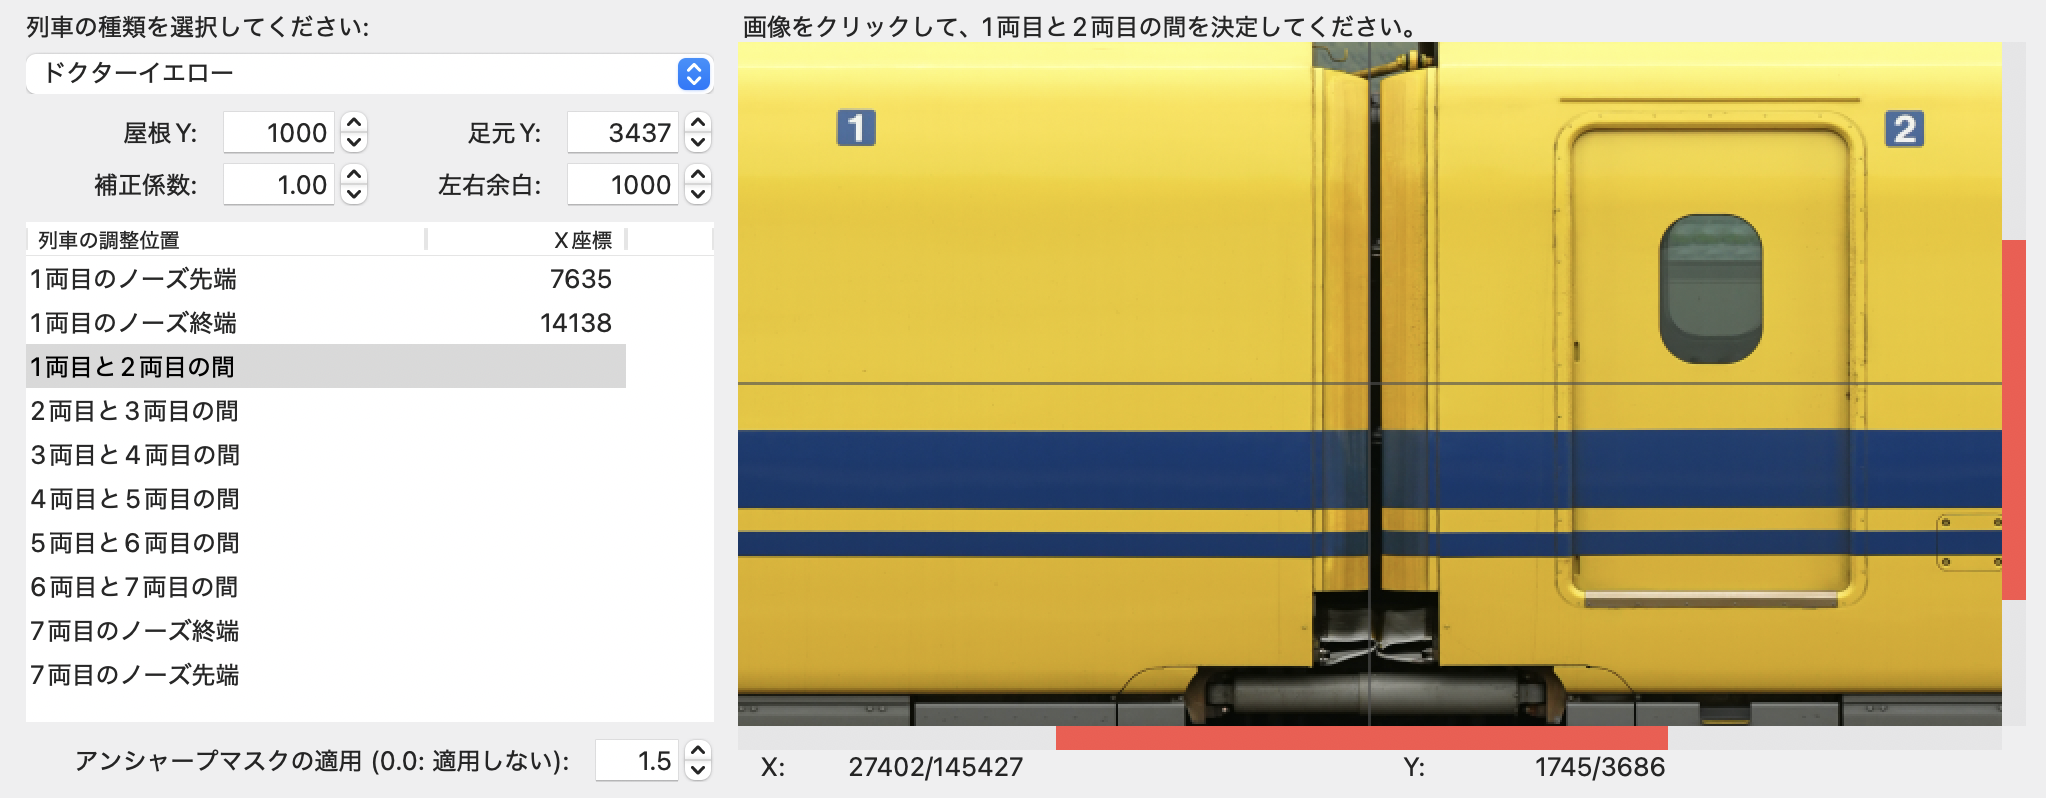 列車の種類を選択してください:
ドクターイエロー
屋根 Y: 1000 足元 Y: 3437
補正係数: 1.00 左右余白: 1000
列車の調整位置 X 座標
1両目のノーズ先端 7635
1両目のノーズ終端 14138
1両目と2両目の間
2両目と3両目の間
3両目と4両目の間
4両目と5両目の間
5両目と6両目の間
6両目と7両目の間
7両目のノーズ終端
7両目のノーズ先端
アンシャープマスクの適用 (0.0: 適用しない): 1.5
画像をクリックして、1両目と2両目の間を決定してください。
1
2
X: 27402/145427 Y: 1745/3686